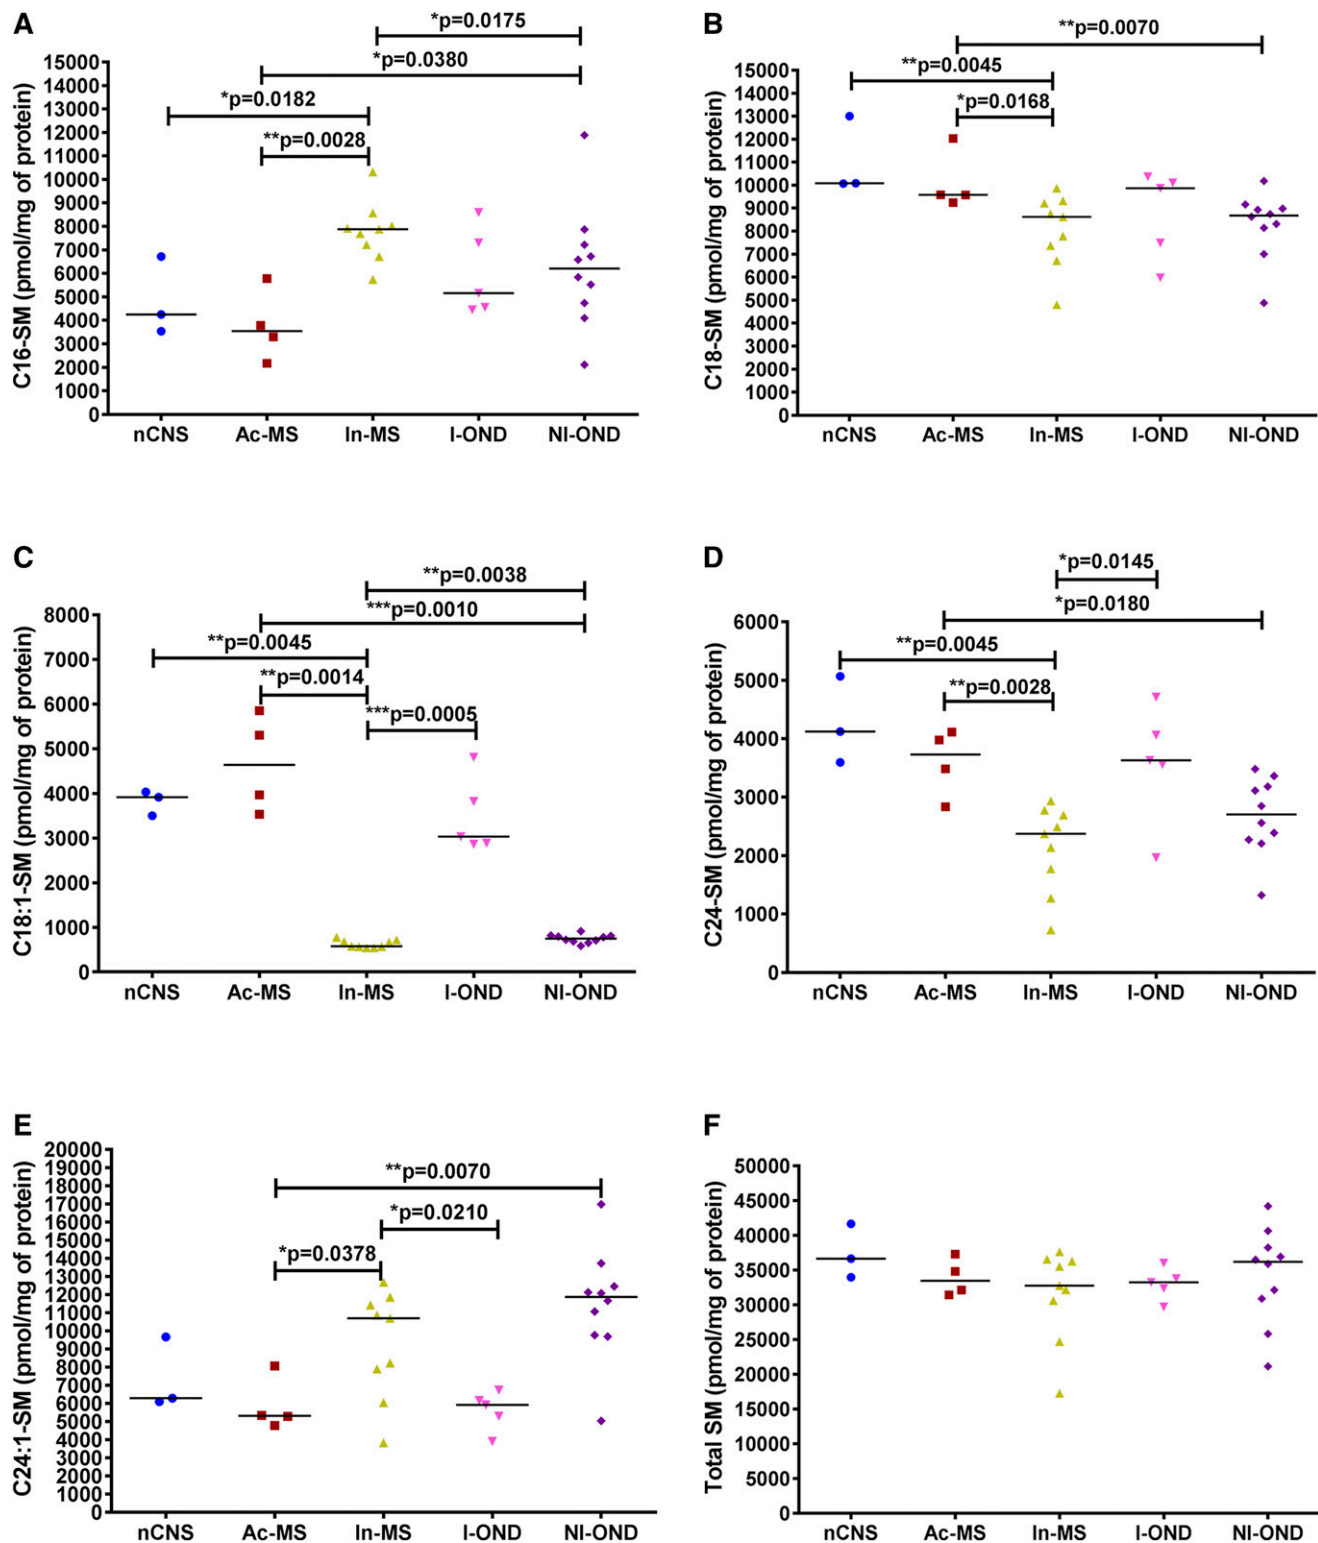 A
*p=0.0175
*p=0.0380
*p=0.0182
**p=0.0028
C16-SM (pmol/mg of protein)
15000
14000
13000
12000
11000
10000
9000
8000
7000
6000
5000
4000
3000
2000
1000
0
nCNS Ac-MS In-MS I-OND NI-OND
B
**p=0.0070
**p=0.0045
*p=0.0168
C18-SM (pmol/mg of protein)
15000
14000
13000
12000
11000
10000
9000
8000
7000
6000
5000
4000
3000
2000
1000
0
nCNS Ac-MS In-MS I-OND NI-OND
C
**p=0.0038
***p=0.0010
**p=0.0045
**p=0.0014
***p=0.0005
C18:1-SM (pmol/mg of protein)
8000
7000
6000
5000
4000
3000
2000
1000
0
nCNS Ac-MS In-MS I-OND NI-OND
D
*p=0.0145
*p=0.0180
**p=0.0045
**p=0.0028
C24-SM (pmol/mg of protein)
6000
5000
4000
3000
2000
1000
0
nCNS Ac-MS In-MS I-OND NI-OND
E
**p=0.0070
*p=0.0210
*p=0.0378
C24:1-SM (pmol/mg of protein)
20000
19000
18000
17000
16000
15000
14000
13000
12000
11000
10000
9000
8000
7000
6000
5000
4000
3000
2000
1000
0
nCNS Ac-MS In-MS I-OND NI-OND
F
Total SM (pmol/mg of protein)
50000
45000
40000
35000
30000
25000
20000
15000
10000
5000
0
nCNS Ac-MS In-MS I-OND NI-OND